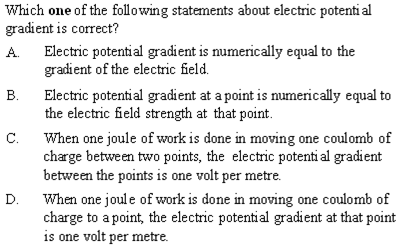 Which one of the following statements about electric potential
gradient is correct?
A. Electric potential gradient is numerically equal to the
gradient of the electric field.
B. Electric potential gradient at a point is numerically equal to
the electric field strength at that point.
C. When one joule of work is done in moving one coulomb of
charge between two points, the electric potential gradient
between the points is one volt per metre.
D. When one joule of work is done in moving one coulomb of
charge to a point, the electric potential gradient at that point
is one volt per metre.